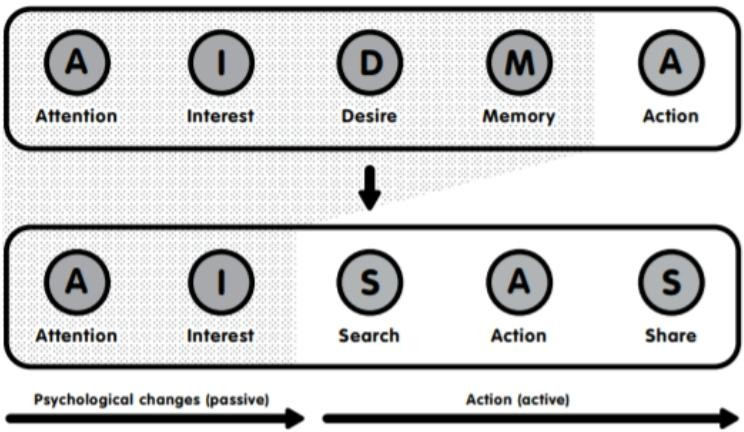 A I D M A
Attention Interest Desire Memory Action
A I S A S
Attention Interest Search Action Share
Psychological changes (passive) Action (active)